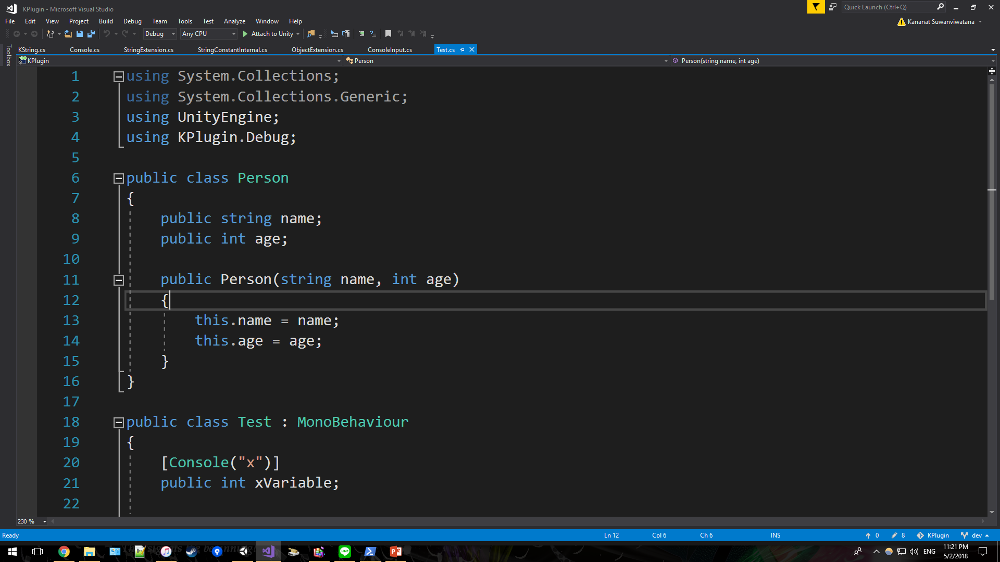 KPlugin - Microsoft Visual Studio
Quick Launch (Ctrl+Q)
File Edit View Project Build Debug Team Tools Test Analyze Window Help
Kananat Suwanviwatana
Debug Any CPU Attach to Unity
Toolbox
KString.cs Console.cs StringExtension.cs StringConstantInternal.cs ObjectExtension.cs ConsoleInput.cs Test.cs
KPlugin Person Person(string name, int age)
1 using System.Collections;
2 using System.Collections.Generic;
3 using UnityEngine;
4 using KPlugin.Debug;
5
6 public class Person
7 {
8     public string name;
9     public int age;
10
11     public Person(string name, int age)
12     {
13         this.name = name;
14         this.age = age;
15     }
16 }
17
18 public class Test : MonoBehaviour
19 {
20     [Console("x")]
21     public int xVariable;
22
230 %
Ready Ln 12 Col 6 Ch 6 INS 0 8 KPlugin dev
ENG 11:21 PM
5/2/2018